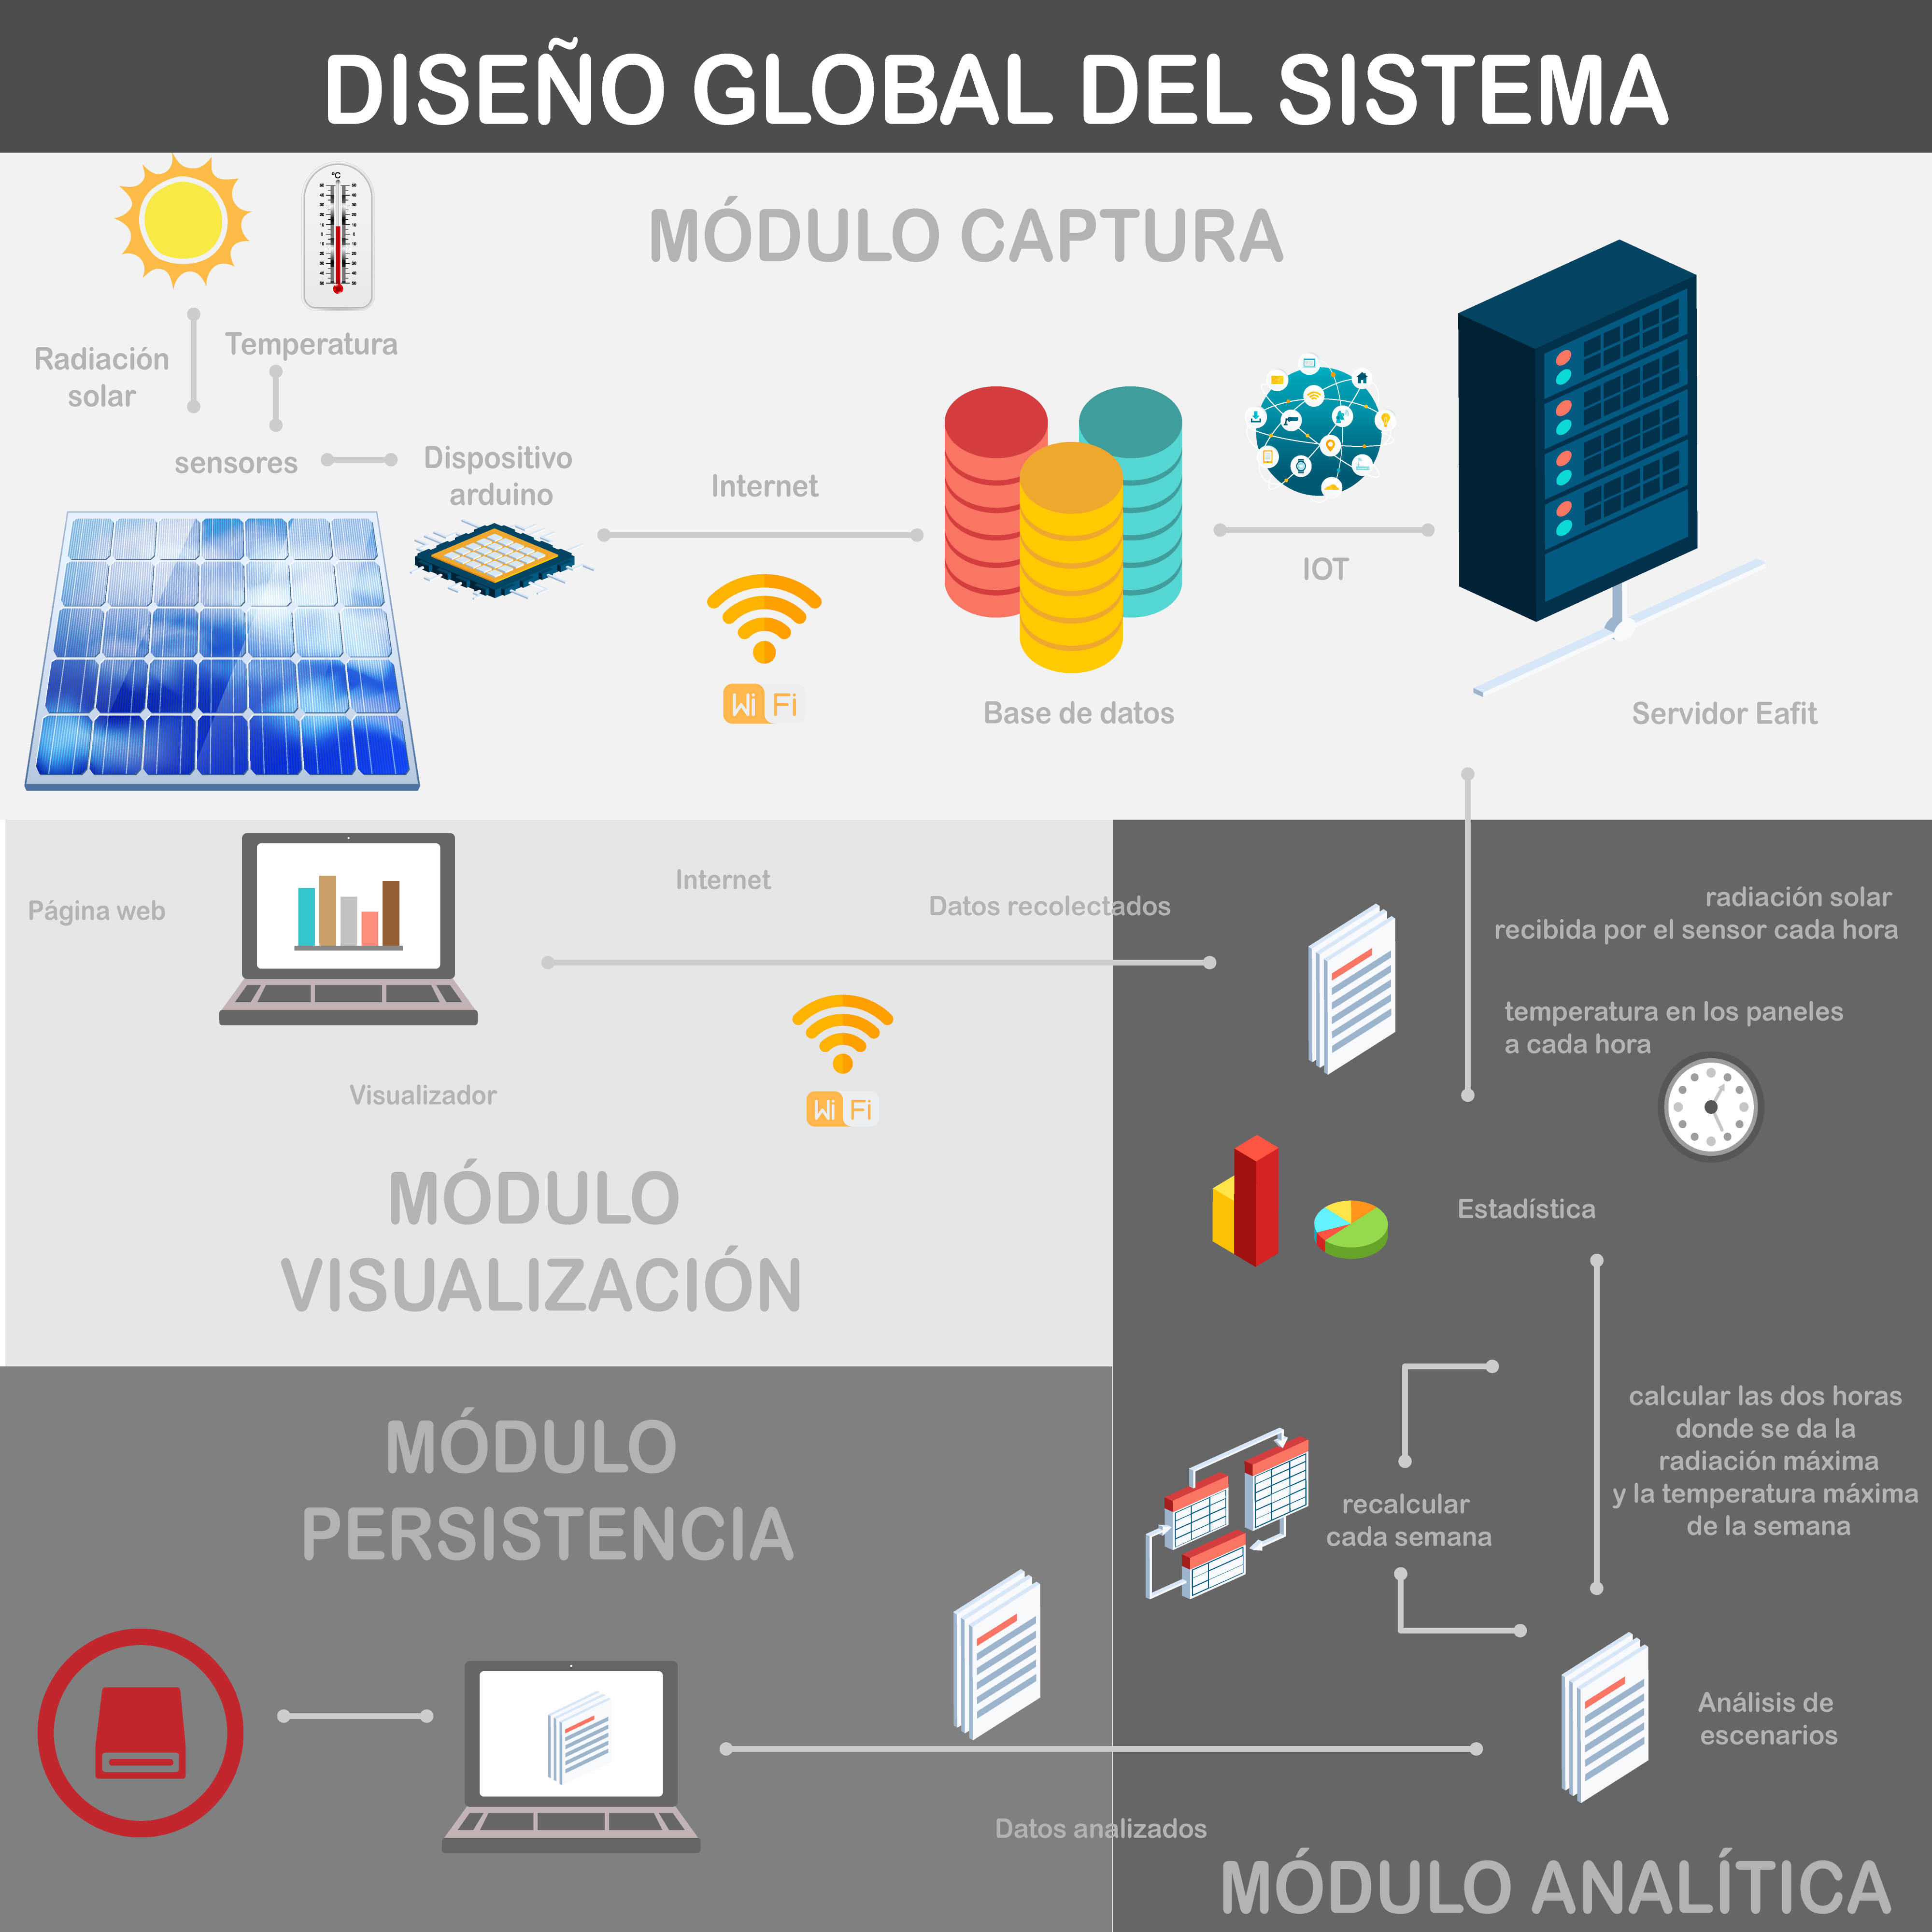 DISEÑO GLOBAL DEL SISTEMA
MÓDULO CAPTURA
°C
Radiación
solar
Temperatura
sensores
Dispositivo
arduino
Internet
Wi Fi
Base de datos
IOT
Servidor Eafit
Página web
Visualizador
Internet
Wi Fi
Datos recolectados
MÓDULO
VISUALIZACIÓN
radiación solar
recibida por el sensor cada hora
temperatura en los paneles
a cada hora
Estadística
calcular las dos horas
donde se da la
radiación máxima
y la temperatura máxima
de la semana
recalcular
cada semana
Análisis de
escenarios
MÓDULO
PERSISTENCIA
Datos analizados
MÓDULO ANALÍTICA